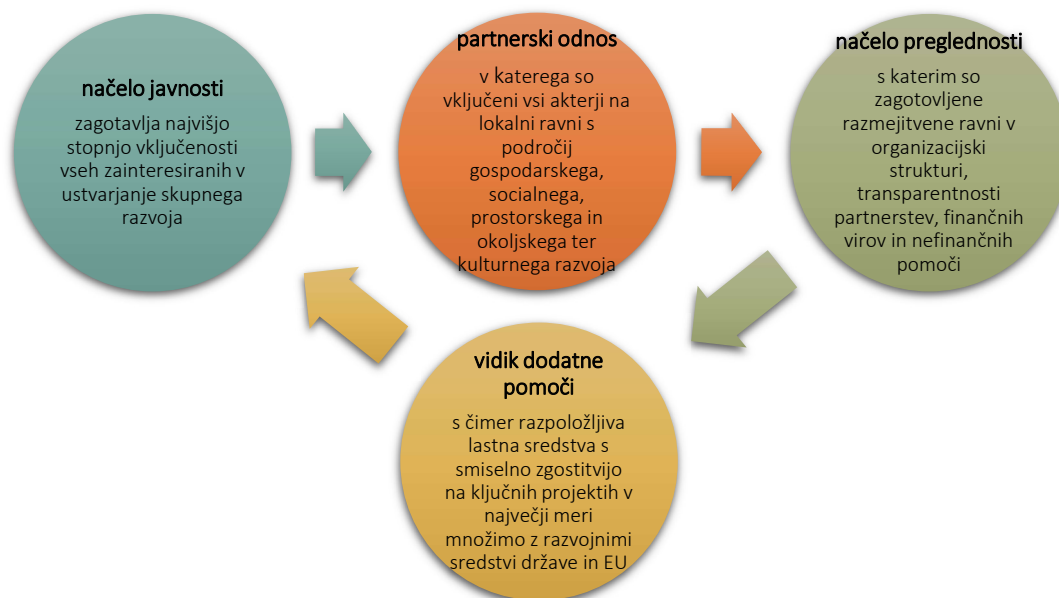 načelo javnosti
zagotavlja najvišjo
stopnjo vključenosti
vseh zainteresiranih v
ustvarjanje skupnega
razvoja
partnerski odnos
v katerega so
vključeni vsi akterji na
lokalni ravni s
področij
gospodarskega,
socialnega,
prostorskega in
okoljskega ter
kulturnega razvoja
načelo preglednosti
s katerim so
zagotovljene
razmejitvene ravni v
organizacijski
strukturi,
transparentnosti
partnerstev, finančnih
virov in nefinančnih
pomoči
vidik dodatne
pomoči
s čimer razpoložljiva
lastna sredstva s
smiselno zgostitvijo
na ključnih projektih v
največji meri
množimo z razvojnimi
sredstvi države in EU